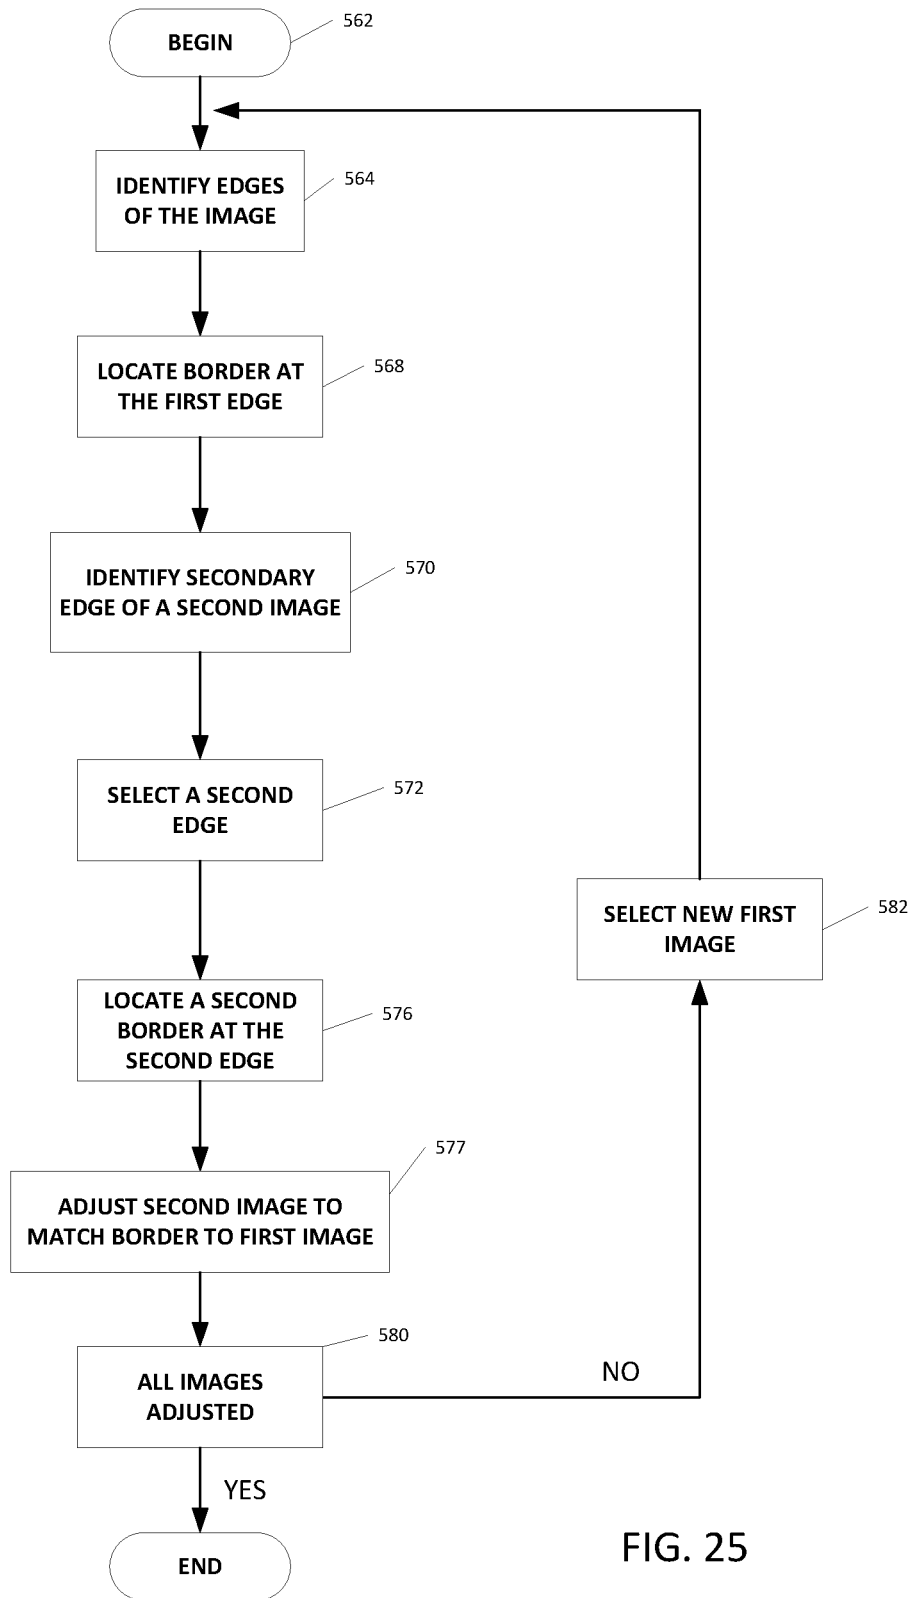 BEGIN
562
IDENTIFY EDGES
OF THE IMAGE
564
LOCATE BORDER AT
THE FIRST EDGE
568
IDENTIFY SECONDARY
EDGE OF A SECOND IMAGE
570
SELECT A SECOND
EDGE
572
SELECT NEW FIRST
IMAGE
582
LOCATE A SECOND
BORDER AT THE
SECOND EDGE
576
ADJUST SECOND IMAGE TO
MATCH BORDER TO FIRST IMAGE
577
ALL IMAGES
ADJUSTED
580
NO
YES
END
FIG. 25